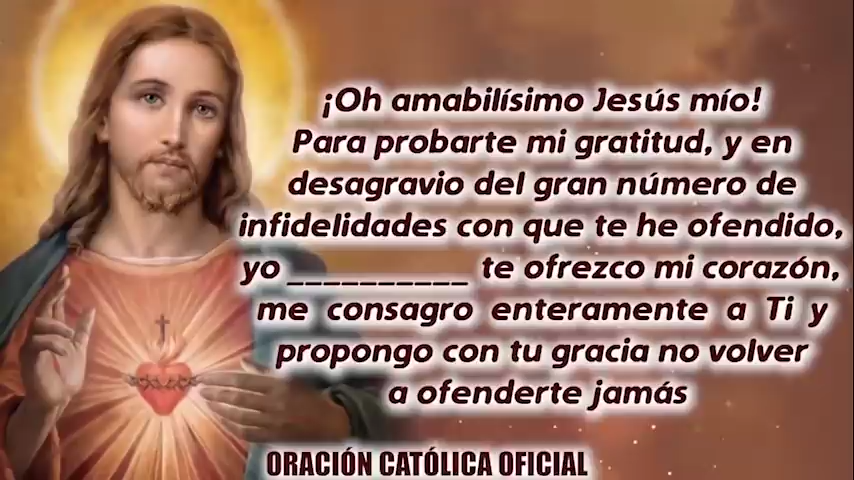 ¡Oh amabilísimo Jesús mío!
Para probarte mi gratitud, y en
desagravio del gran número de
infidelidades con que te he ofendido,
yo __________ te ofrezco mi corazón,
me consagro enteramente a Ti y
propongo con tu gracia no volver
a ofenderte jamás
ORACIÓN CATÓLICA OFICIAL